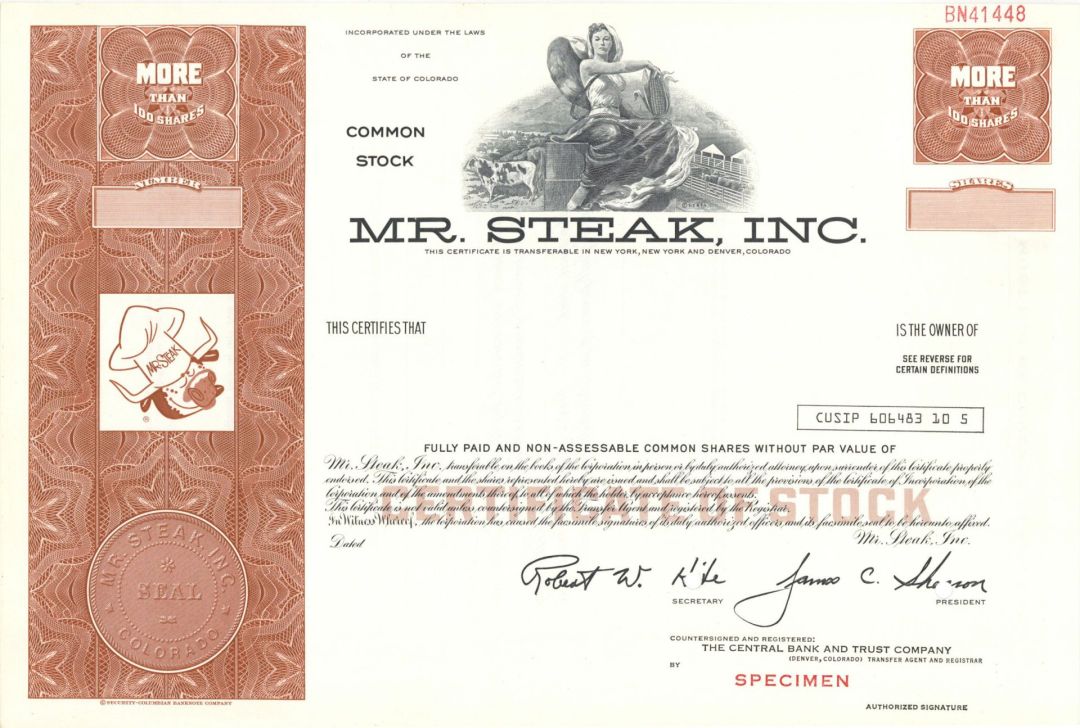 BN41448
INCORPORATED UNDER THE LAWS
OF THE
STATE OF COLORADO
COMMON
STOCK
MORE
THAN
100 SHARES
NUMBER
MORE
THAN
100 SHARES
SHARES
MR. STEAK, INC.
THIS CERTIFICATE IS TRANSFERABLE IN NEW YORK, NEW YORK AND DENVER, COLORADO
MR. STEAK
®
THIS CERTIFIES THAT
IS THE OWNER OF
SEE REVERSE FOR
CERTAIN DEFINITIONS
CUSIP 606483 10 5
FULLY PAID AND NON-ASSESSABLE COMMON SHARES WITHOUT PAR VALUE OF
Mr. Steak, Inc., transferable on the books of the Corporation in person or by duly authorized attorney, upon surrender of this Certificate properly
endorsed. This Certificate and the shares represented hereby are issued and shall be subject to all the provisions of the Certificate of Incorporation of the
Corporation and of the amendments thereof, to all of which the holder, by acceptance hereof, assents.
This Certificate is not valid unless countersigned by the Transfer Agent and registered by the Registrar.
In Witness Whereof, the Corporation has caused the facsimile signatures of its duly authorized officers and its facsimile seal, to be hereunto affixed.
STOCK
Dated
Mr. Steak, Inc.
Robert W.
SECRETARY
James C.
PRESIDENT
MR. STEAK INC.
SEAL
COLORADO
COUNTERSIGNED AND REGISTERED:
THE CENTRAL BANK AND TRUST COMPANY
(DENVER, COLORADO) TRANSFER AGENT AND REGISTRAR
BY
SPECIMEN
AUTHORIZED SIGNATURE
© SECURITY-COLUMBIAN BANKNOTE COMPANY